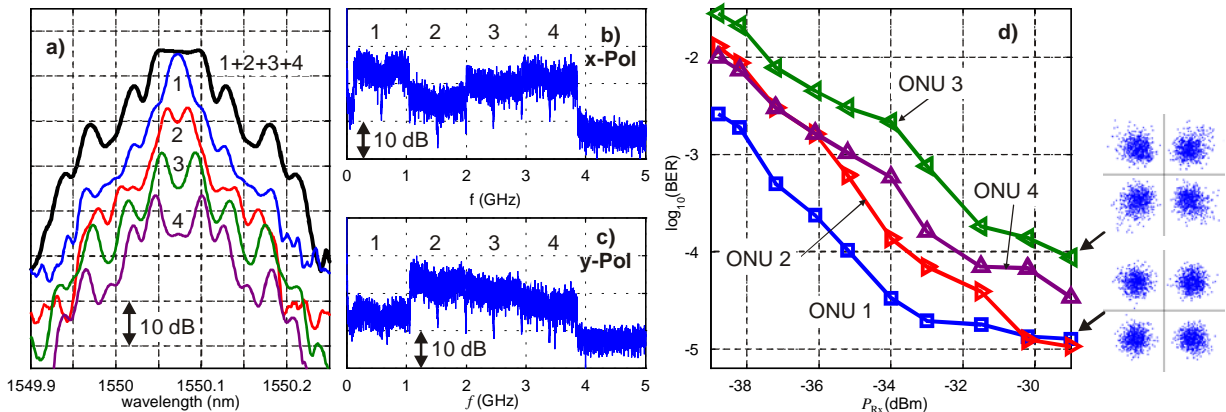 a)
1+2+3+4
1
2
3
4
10 dB
1549.9 1550 1550.1 1550.2
wavelength (nm)
1 2 3 4
b)
x-Pol
10 dB
0 1 2 3 4 5
f (GHz)
1 2 3 4
c)
y-Pol
10 dB
0 1 2 3 4 5
f (GHz)
d)
ONU 3
ONU 4
ONU 2
ONU 1
log10(BER)
-2
-3
-4
-5
-38 -36 -34 -32 -30
PRx(dBm)